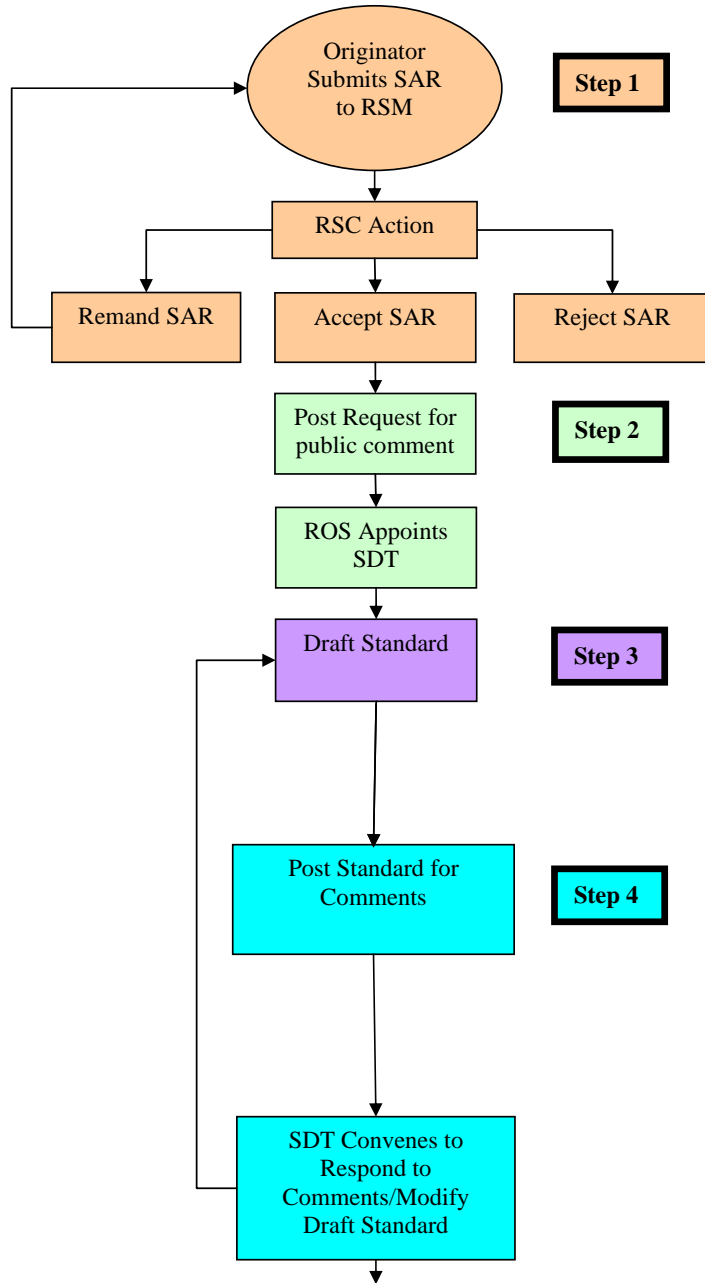 Originator
Submits SAR
to RSM
Step 1
RSC Action
Remand SAR
Accept SAR
Reject SAR
Post Request for
public comment
Step 2
ROS Appoints
SDT
Draft Standard
Step 3
Post Standard for
Comments
Step 4
SDT Convenes to
Respond to
Comments/Modify
Draft Standard